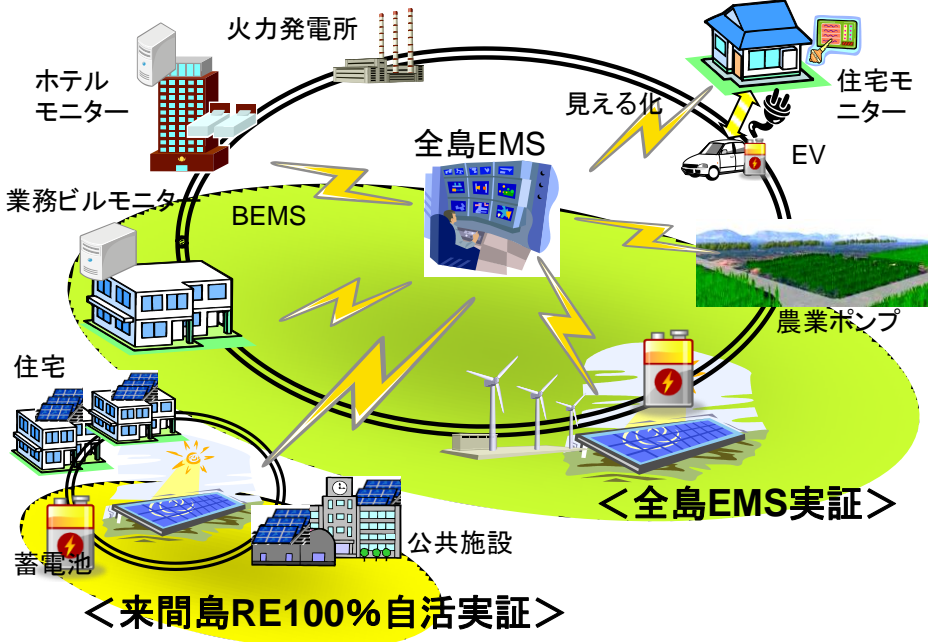 火力発電所
ホテル
モニター
見える化
住宅モ
ニター
全島EMS
EV
業務ビルモニター
BEMS
農業ポンプ
住宅
＜全島EMS実証＞
公共施設
蓄電池
＜来間島RE100%自活実証＞